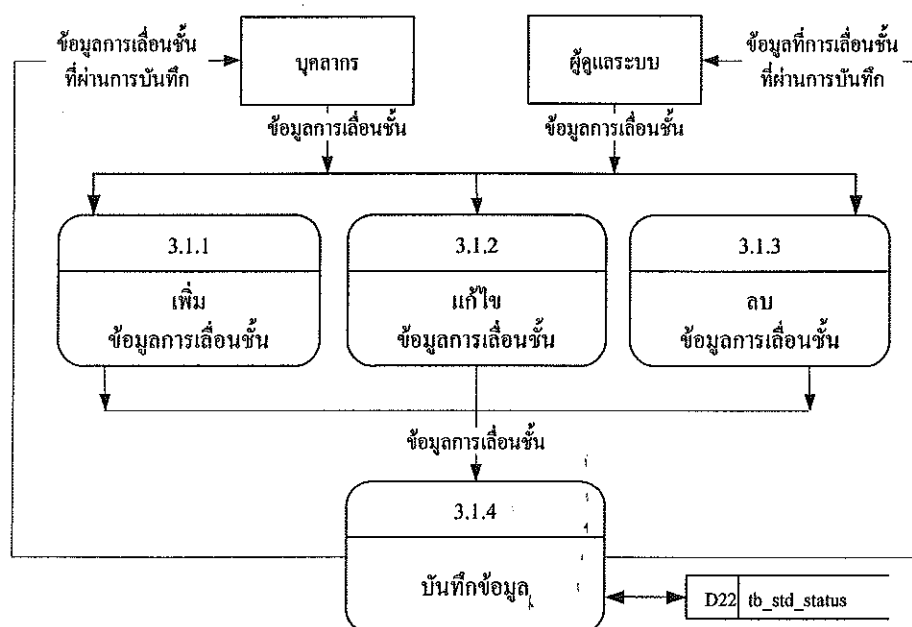 ข้อมูลการเลื่อนชั้น
ที่ผ่านการบันทึก
บุคลากร
ผู้ดูแลระบบ
ข้อมูลที่การเลื่อนชั้น
ที่ผ่านการบันทึก
ข้อมูลการเลื่อนชั้น
ข้อมูลการเลื่อนชั้น
3.1.1
เพิ่ม
ข้อมูลการเลื่อนชั้น
3.1.2
แก้ไข
ข้อมูลการเลื่อนชั้น
3.1.3
ลบ
ข้อมูลการเลื่อนชั้น
ข้อมูลการเลื่อนชั้น
3.1.4
บันทึกข้อมูล
D22 tb_std_status